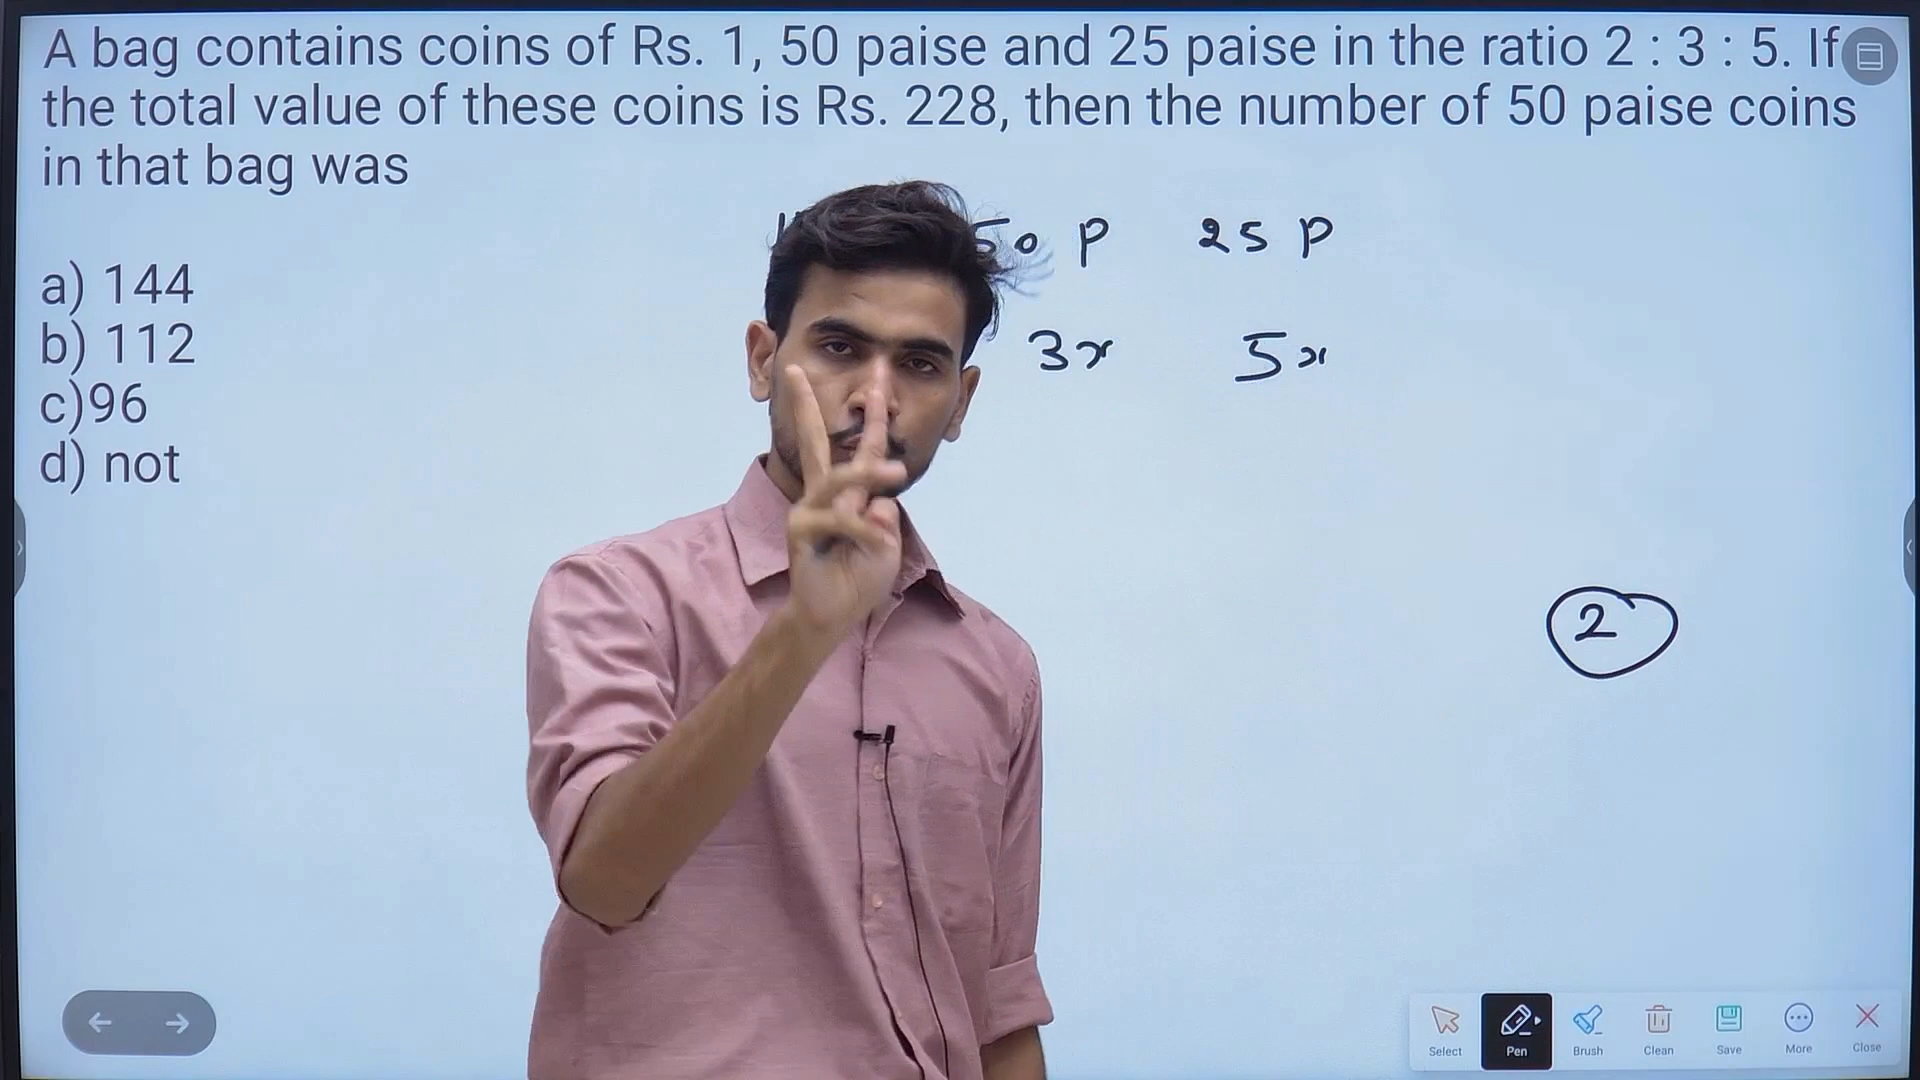 A bag contains coins of Rs. 1, 50 paise and 25 paise in the ratio 2 : 3 : 5. If
the total value of these coins is Rs. 228, then the number of 50 paise coins
in that bag was
50 P 25 P
a) 144
b) 112
3x 5x
c)96
d) not
2
Select Pen Brush Clean Save More Close